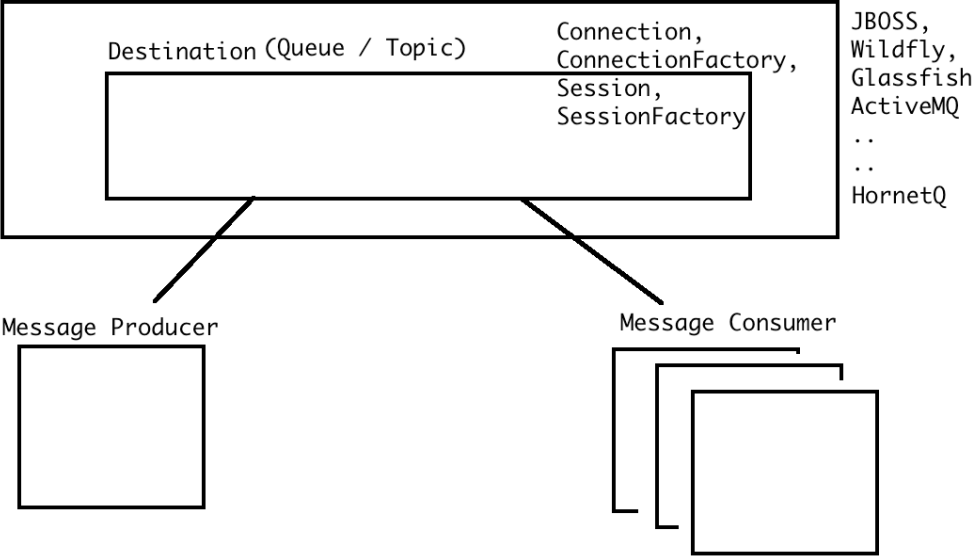 Destination (Queue / Topic)
Connection,
ConnectionFactory,
Session,
SessionFactory
JBOSS,
Wildfly,
Glassfish
ActiveMQ
..
..
HornetQ
Message Producer
Message Consumer